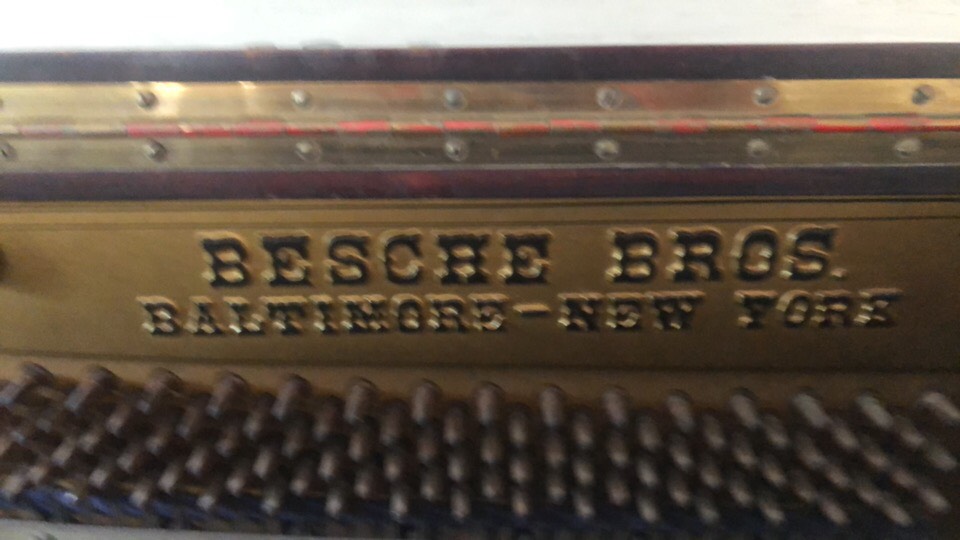 BESCHE BROS.
BALTIMORE-NEW YORK